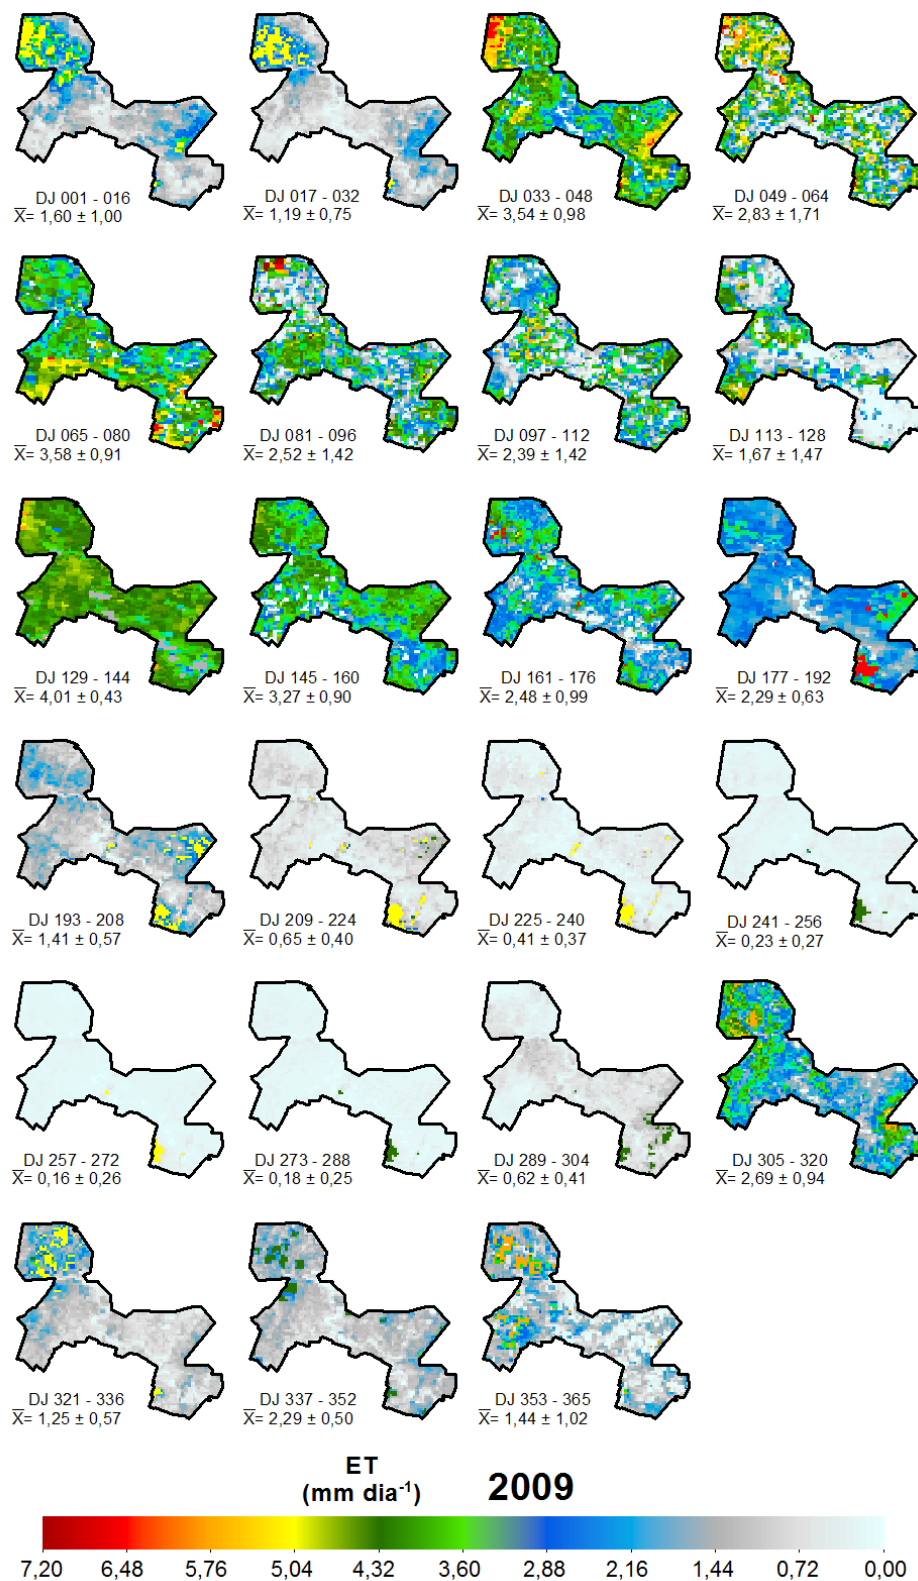 DJ 001 - 016
X= 1,60 ± 1,00
DJ 017 - 032
X= 1,19 ± 0,75
DJ 033 - 048
X= 3,54 ± 0,98
DJ 049 - 064
X= 2,83 ± 1,71
DJ 065 - 080
X= 3,58 ± 0,91
DJ 081 - 096
X= 2,52 ± 1,42
DJ 097 - 112
X= 2,39 ± 1,42
DJ 113 - 128
X= 1,67 ± 1,47
DJ 129 - 144
X= 4,01 ± 0,43
DJ 145 - 160
X= 3,27 ± 0,90
DJ 161 - 176
X= 2,48 ± 0,99
DJ 177 - 192
X= 2,29 ± 0,63
DJ 193 - 208
X= 1,41 ± 0,57
DJ 209 - 224
X= 0,65 ± 0,40
DJ 225 - 240
X= 0,41 ± 0,37
DJ 241 - 256
X= 0,23 ± 0,27
DJ 257 - 272
X= 0,16 ± 0,26
DJ 273 - 288
X= 0,18 ± 0,25
DJ 289 - 304
X= 0,62 ± 0,41
DJ 305 - 320
X= 2,69 ± 0,94
DJ 321 - 336
X= 1,25 ± 0,57
DJ 337 - 352
X= 2,29 ± 0,50
DJ 353 - 365
X= 1,44 ± 1,02
ET
(mm dia⁻¹)
2009
7,20 6,48 5,76 5,04 4,32 3,60 2,88 2,16 1,44 0,72 0,00